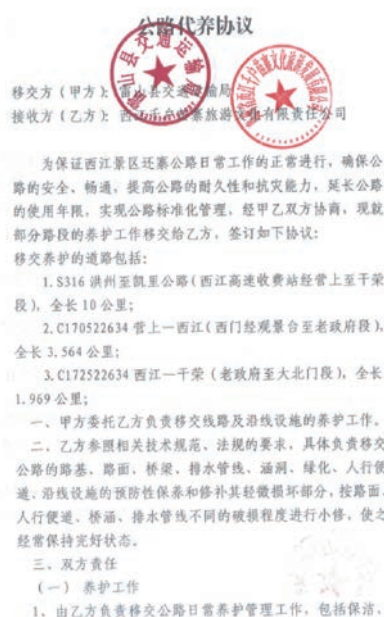 公路代养协议
移交方（甲方）：雷山县交通运输局
接收方（乙方）：西江千户苗寨旅游文化有限责任公司
为保证西江景区还寨公路日常工作的正常进行，确保公
路的安全、畅通，提高公路的耐久性和抗灾能力，延长公路
的使用年限，实现公路标准化管理，经甲乙双方协商，现就
部分路段的养护工作移交给乙方，签订如下协议：
移交养护的道路包括：
1.S316 洪州至凯里公路（西江高速收费站经营上至干荣
段），全长 10 公里；
2.C170522634 营上—西江（西门经观景台至老政府段），
全长 3.564 公里；
3.C172522634 西江—干荣（老政府至大北门段），全长
1.969 公里；
一、甲方委托乙方负责移交线路及沿线设施的养护工作。
二、乙方参照相关技术规范、法规的要求，具体负责移交
公路的路基、路面、桥梁、排水管线、涵洞、绿化、人行便
道、沿线设施的预防性保养和修补其轻微损坏部分，按路面、
人行便道、桥涵、排水管线不同的破损程度进行小修，使之
经常保持完好状态。
三、双方责任
（一）养护工作
1、由乙方负责移交公路日常养护管理工作，包括保洁，